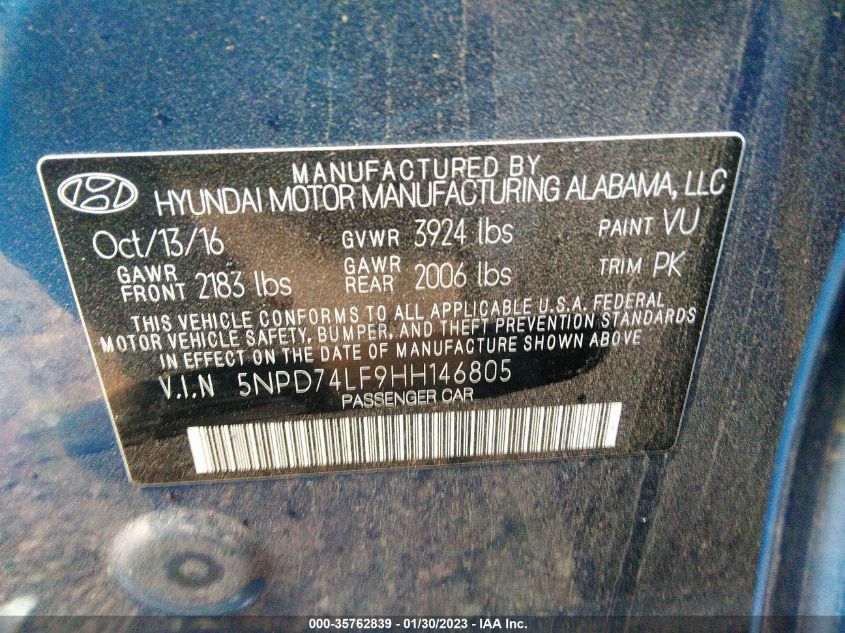 MANUFACTURED BY
HYUNDAI MOTOR MANUFACTURING ALABAMA, LLC
Oct/13/16 GVWR 3924 lbs PAINT VU
GAWR FRONT 2183 lbs GAWR REAR 2006 lbs TRIM PK
THIS VEHICLE CONFORMS TO ALL APPLICABLE U.S.A. FEDERAL
MOTOR VEHICLE SAFETY, BUMPER, AND THEFT PREVENTION STANDARDS
IN EFFECT ON THE DATE OF MANUFACTURE SHOWN ABOVE
V.I.N 5NPD74LF9HH146805
PASSENGER CAR
000-35762839 - 01/30/2023 - IAA Inc.